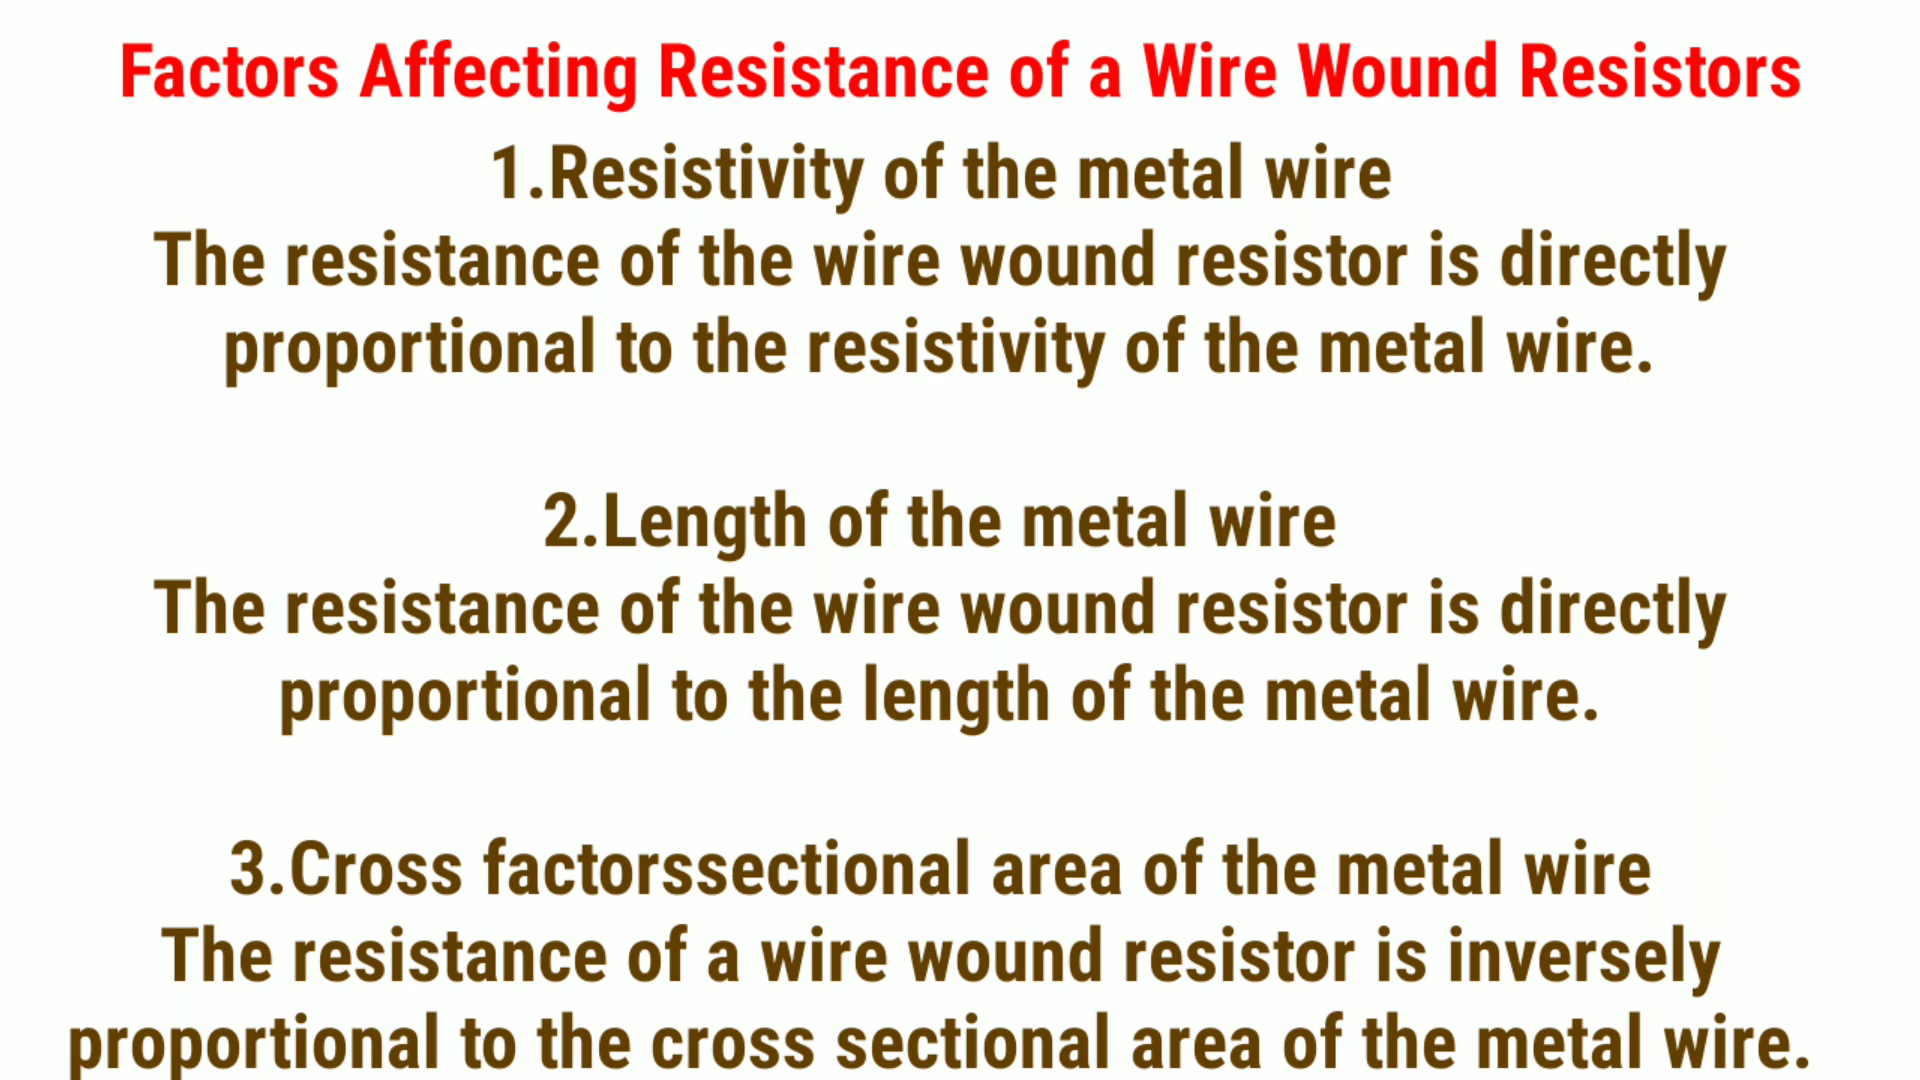 Factors Affecting Resistance of a Wire Wound Resistors
1.Resistivity of the metal wire
The resistance of the wire wound resistor is directly
proportional to the resistivity of the metal wire.
2.Length of the metal wire
The resistance of the wire wound resistor is directly
proportional to the length of the metal wire.
3.Cross factorssectional area of the metal wire
The resistance of a wire wound resistor is inversely
proportional to the cross sectional area of the metal wire.